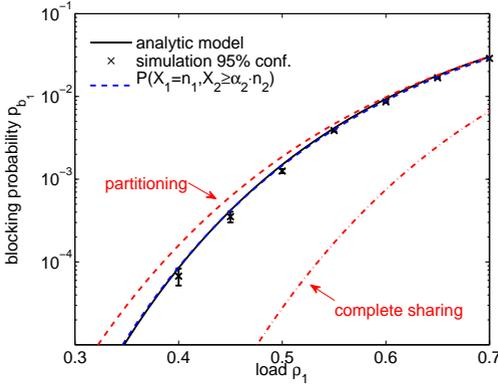 10⁻¹
analytic model
simulation 95% conf.
P(X₁=n₁,X₂≥α₂·n₂)
10⁻²
blocking probability p_b₁
10⁻³
partitioning
10⁻⁴
complete sharing
0.3 0.4 0.5 0.6 0.7
load ρ₁